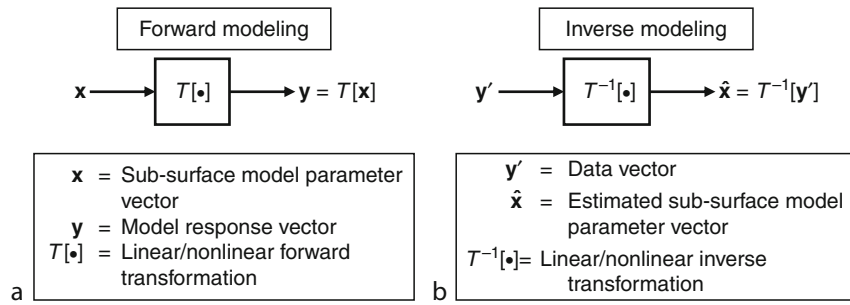 Forward modeling
x
T[•]
y = T[x]
x = Sub-surface model parameter
vector
y = Model response vector
T[•] = Linear/nonlinear forward
transformation
a
Inverse modeling
y′
T⁻¹[•]
x̂ = T⁻¹[y′]
y′ = Data vector
x̂ = Estimated sub-surface model
parameter vector
T⁻¹[•]= Linear/nonlinear inverse
transformation
b